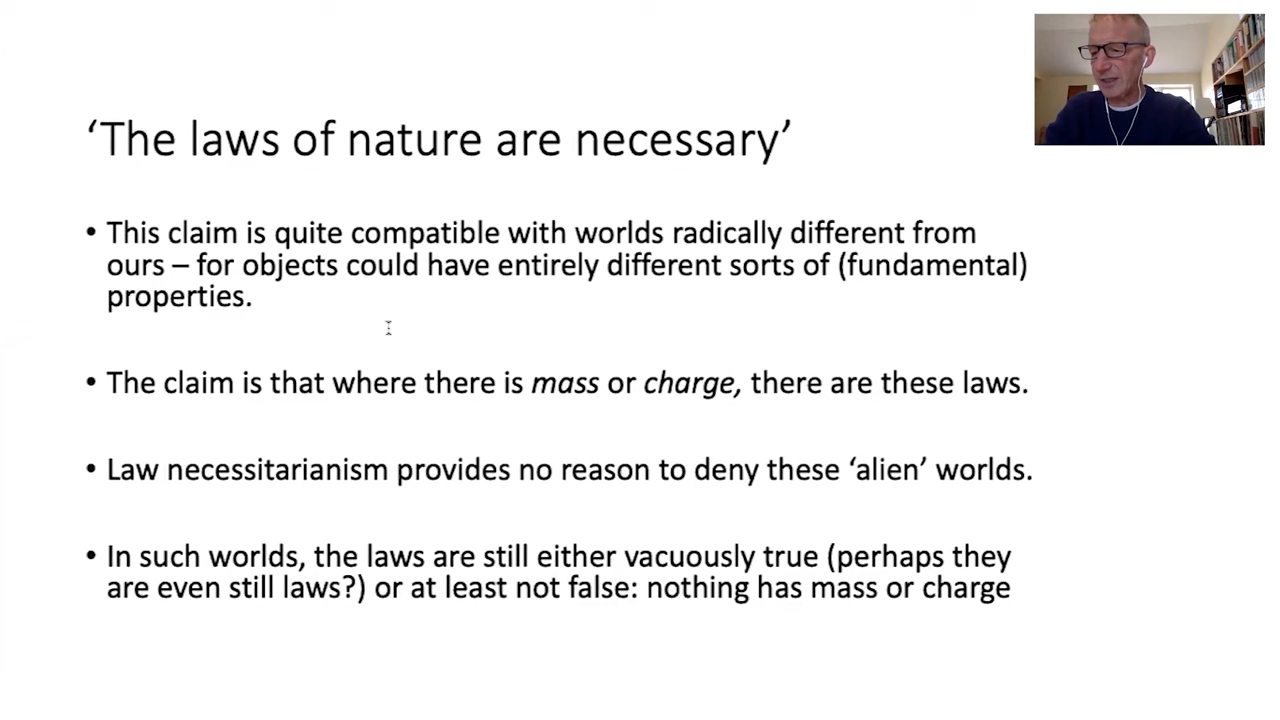 ‘The laws of nature are necessary’
• This claim is quite compatible with worlds radically different from
ours – for objects could have entirely different sorts of (fundamental)
properties.
• The claim is that where there is mass or charge, there are these laws.
• Law necessitarianism provides no reason to deny these ‘alien’ worlds.
• In such worlds, the laws are still either vacuously true (perhaps they
are even still laws?) or at least not false: nothing has mass or charge